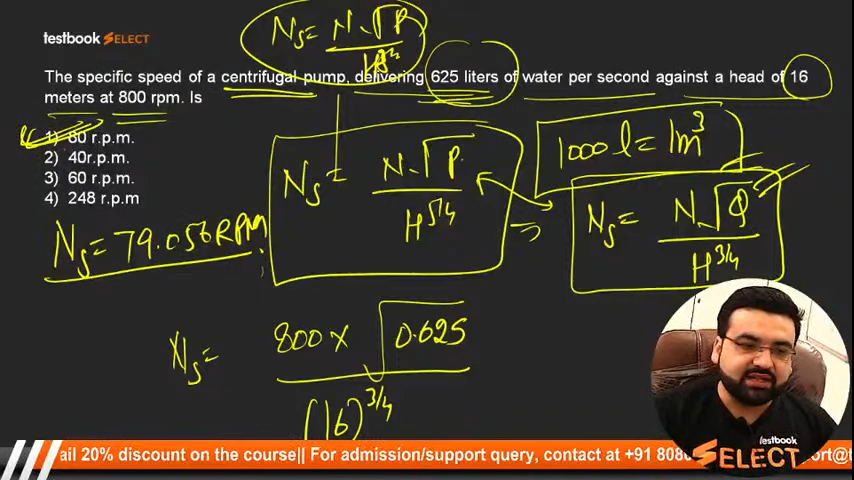 testbook SELECT
Ns = N√P / H
The specific speed of a centrifugal pump, delivering 625 liters of water per second against a head of 16
meters at 800 rpm. Is
1) 80 r.p.m.
2) 40r.p.m.
3) 60 r.p.m.
4) 248 r.p.m
1000 l = 1m³
Ns = N√P / H^5/4
Ns = N√Q / H^3/4
Ns = 79.056 RPM
Ns = 800 × √0.625 / (16)^3/4
testbook
SELECT
ail 20% discount on the course|| For admission/support query, contact at +91 808
ort@t